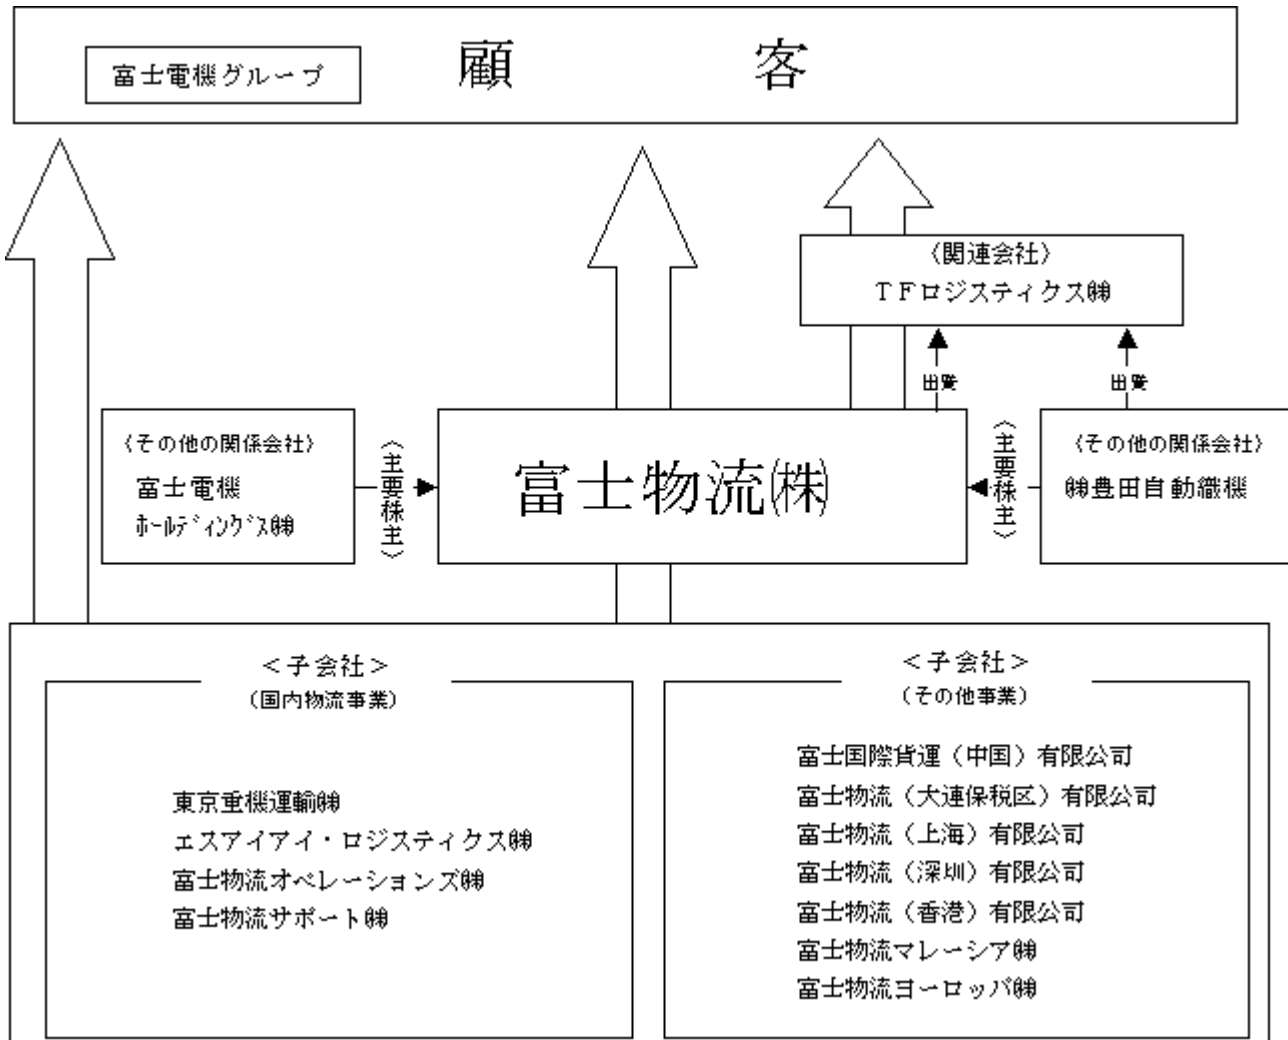 顧客
富士電機グループ
〈関連会社〉
ＴＦロジスティクス㈱
出資
出資
〈その他の関係会社〉
富士電機
ホールディングス㈱
〈主要株主〉
富士物流㈱
〈主要株主〉
〈その他の関係会社〉
㈱豊田自動織機
＜子会社＞
（国内物流事業）
東京重機運輸㈱
エスアイアイ・ロジスティクス㈱
富士物流オペレーションズ㈱
富士物流サポート㈱
＜子会社＞
（その他事業）
富士国際貨運（中国）有限公司
富士物流（大連保税区）有限公司
富士物流（上海）有限公司
富士物流（深圳）有限公司
富士物流（香港）有限公司
富士物流マレーシア㈱
富士物流ヨーロッパ㈱